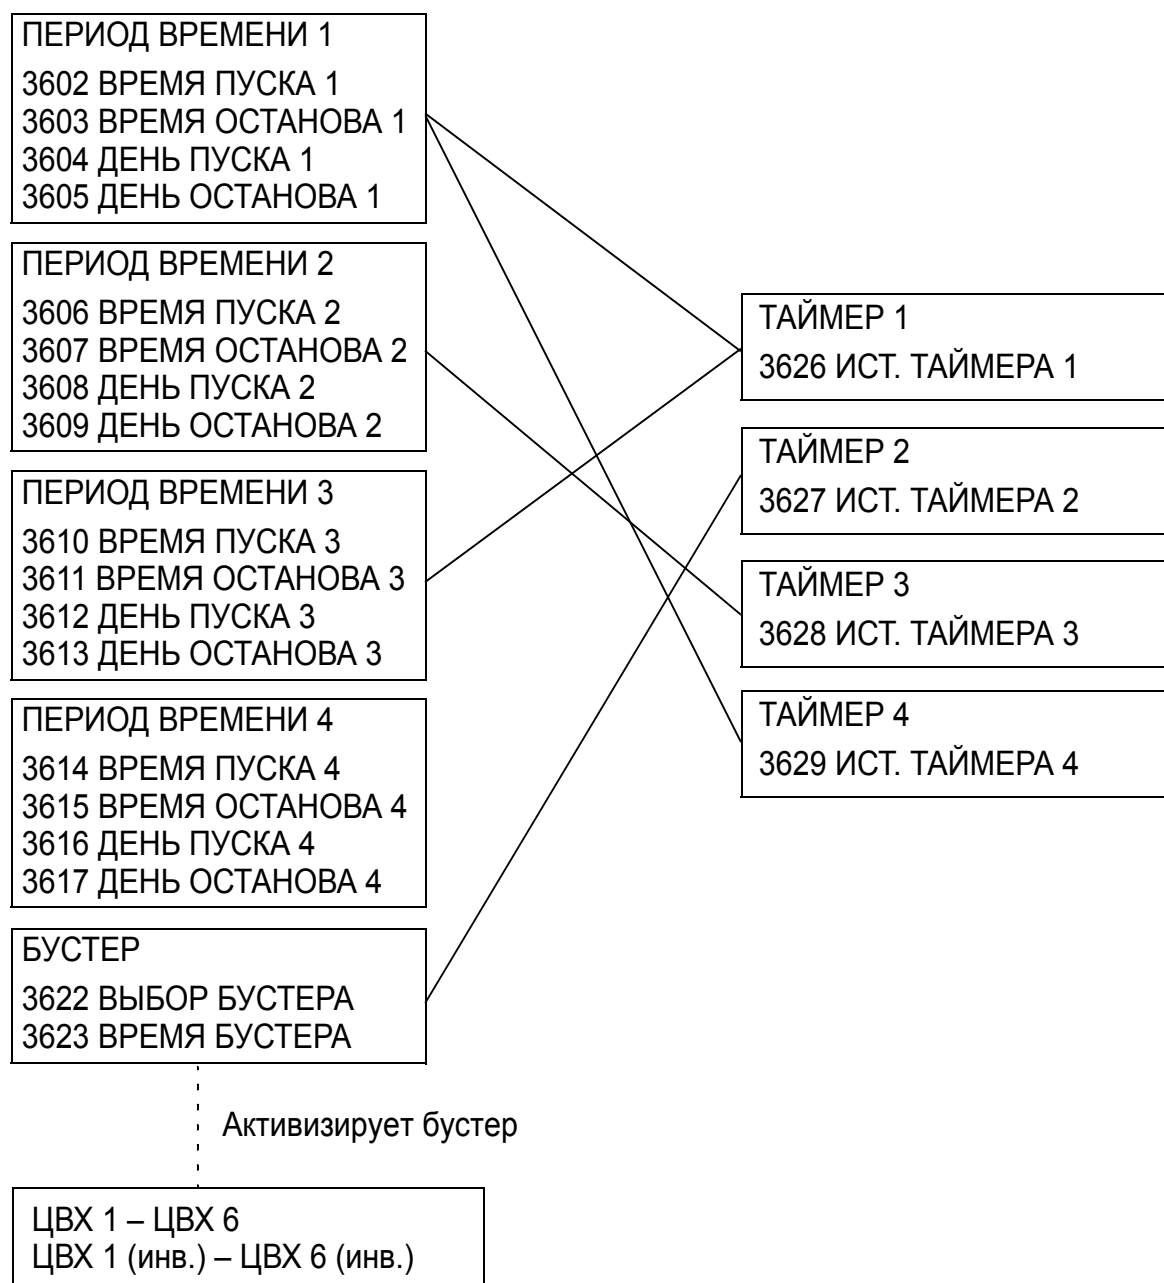 ПЕРИОД ВРЕМЕНИ 1
3602 ВРЕМЯ ПУСКА 1
3603 ВРЕМЯ ОСТАНОВА 1
3604 ДЕНЬ ПУСКА 1
3605 ДЕНЬ ОСТАНОВА 1
ПЕРИОД ВРЕМЕНИ 2
3606 ВРЕМЯ ПУСКА 2
3607 ВРЕМЯ ОСТАНОВА 2
3608 ДЕНЬ ПУСКА 2
3609 ДЕНЬ ОСТАНОВА 2
ПЕРИОД ВРЕМЕНИ 3
3610 ВРЕМЯ ПУСКА 3
3611 ВРЕМЯ ОСТАНОВА 3
3612 ДЕНЬ ПУСКА 3
3613 ДЕНЬ ОСТАНОВА 3
ПЕРИОД ВРЕМЕНИ 4
3614 ВРЕМЯ ПУСКА 4
3615 ВРЕМЯ ОСТАНОВА 4
3616 ДЕНЬ ПУСКА 4
3617 ДЕНЬ ОСТАНОВА 4
БУСТЕР
3622 ВЫБОР БУСТЕРА
3623 ВРЕМЯ БУСТЕРА
Активизирует бустер
ЦВХ 1 – ЦВХ 6
ЦВХ 1 (инв.) – ЦВХ 6 (инв.)
ТАЙМЕР 1
3626 ИСТ. ТАЙМЕРА 1
ТАЙМЕР 2
3627 ИСТ. ТАЙМЕРА 2
ТАЙМЕР 3
3628 ИСТ. ТАЙМЕРА 3
ТАЙМЕР 4
3629 ИСТ. ТАЙМЕРА 4